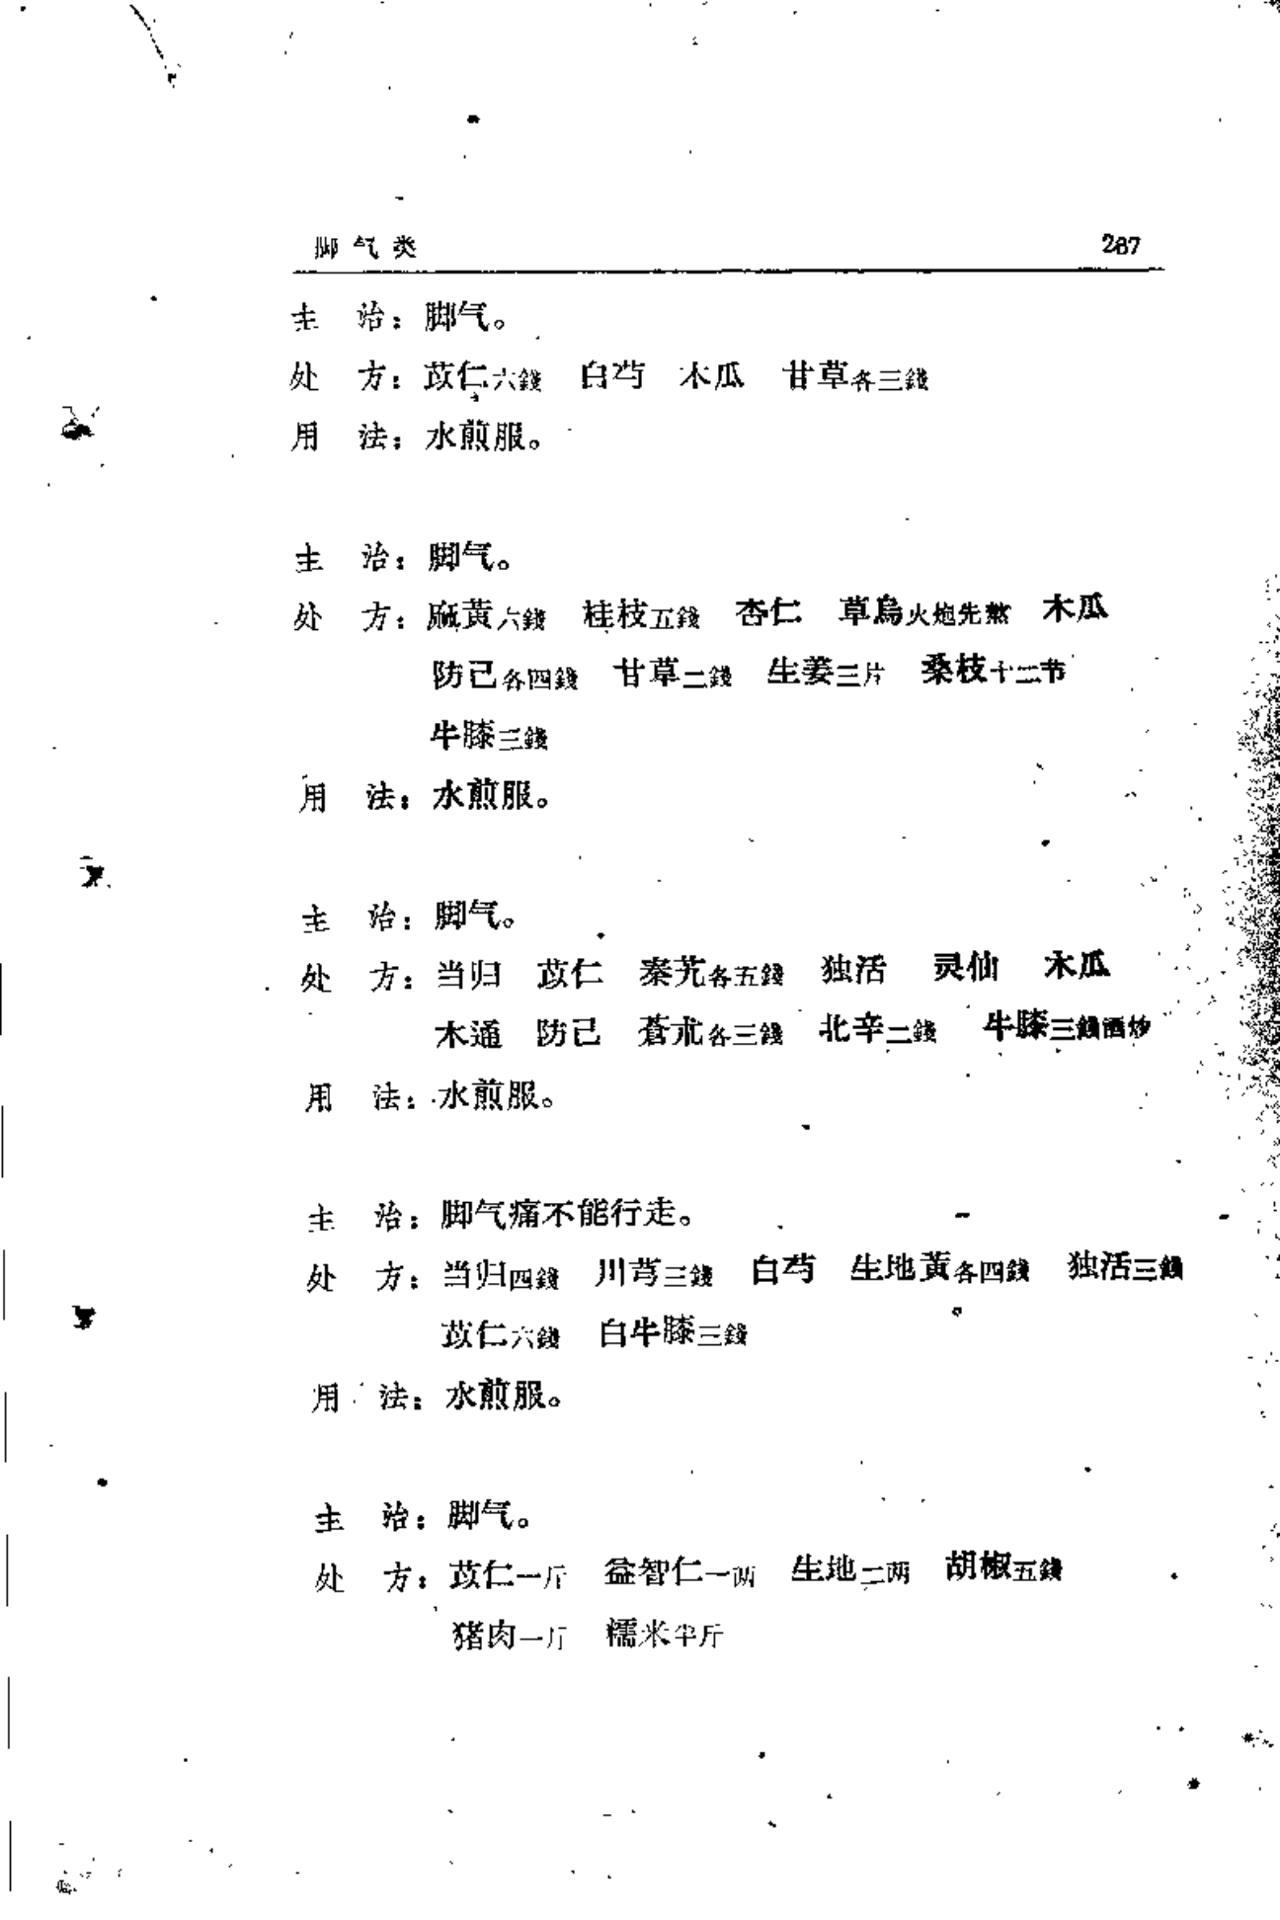 脚气类 287
主 治：脚气。
处 方：苡仁六錢 白芍 木瓜 甘草各三錢
用 法：水煎服。
主 治：脚气。
处 方：麻黃六錢 桂枝五錢 杏仁 草烏火炮先熬 木瓜
防己各四錢 甘草二錢 生姜三片 桑枝十二节
牛膝三錢
用 法：水煎服。
主 治：脚气。
处 方：当归 苡仁 秦艽各五錢 独活 灵仙 木瓜
木通 防己 蒼朮各三錢 北辛二錢 牛膝三錢酒炒
用 法：水煎服。
主 治：脚气痛不能行走。
处 方：当归四錢 川芎三錢 白芍 生地黃各四錢 独活三錢
苡仁六錢 白牛膝三錢
用 法：水煎服。
主 治：脚气。
处 方：苡仁一斤 益智仁一两 生地二两 胡椒五錢
猪肉一斤 糯米半斤